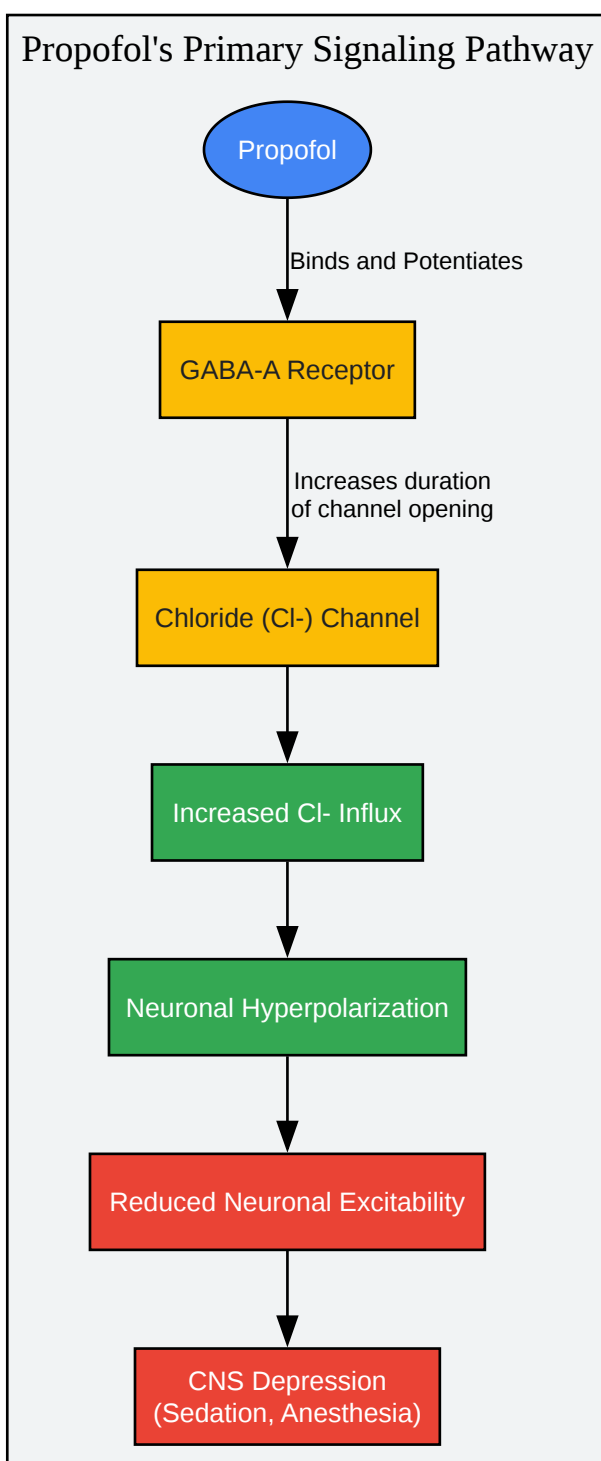 Propofol's Primary Signaling Pathway
Propofol
Binds and Potentiates
GABA-A Receptor
Increases duration
of channel opening
Chloride (Cl-) Channel
Increased Cl- Influx
Neuronal Hyperpolarization
Reduced Neuronal Excitability
CNS Depression
(Sedation, Anesthesia)